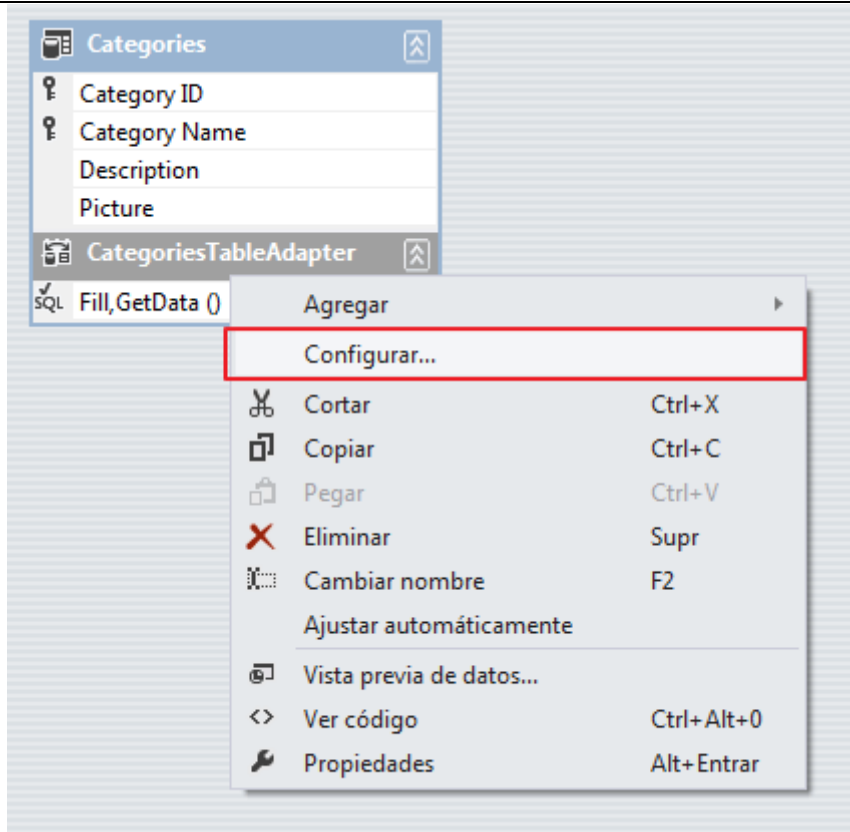 Categories
Category ID
Category Name
Description
Picture
CategoriesTableAdapter
SQL Fill,GetData ()
Agregar
Configurar...
Cortar Ctrl+X
Copiar Ctrl+C
Pegar Ctrl+V
Eliminar Supr
Cambiar nombre F2
Ajustar automáticamente
Vista previa de datos...
Ver código Ctrl+Alt+0
Propiedades Alt+Entrar